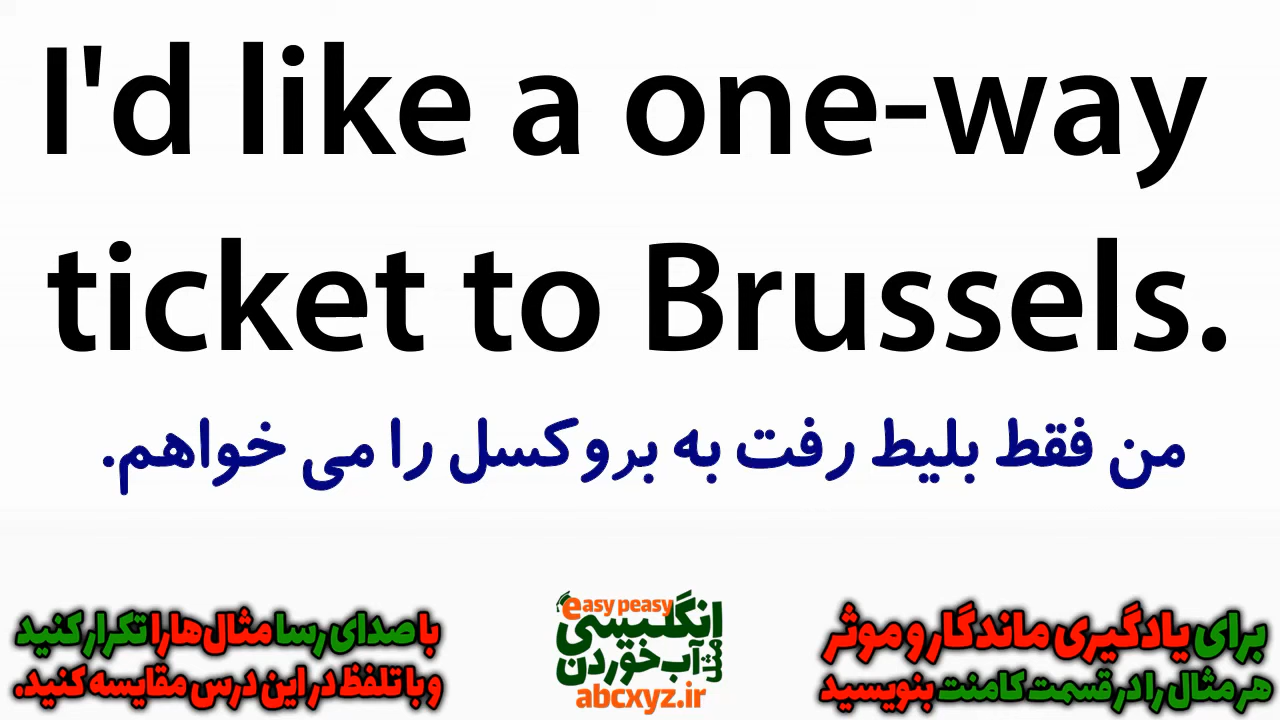 I'd like a one-way
ticket to Brussels.
من فقط بلیط رفت به بروکسل را می خواهم.
برای یادگیری ماندگار و موثر
هر مثال را در قسمت کامنت بنویسید
easy peasy
انگلیسی
مثل آب خوردن
abcxyz.ir
با صدای رسا مثال‌ها را تکرار کنید
و با تلفظ در این درس مقایسه کنید.